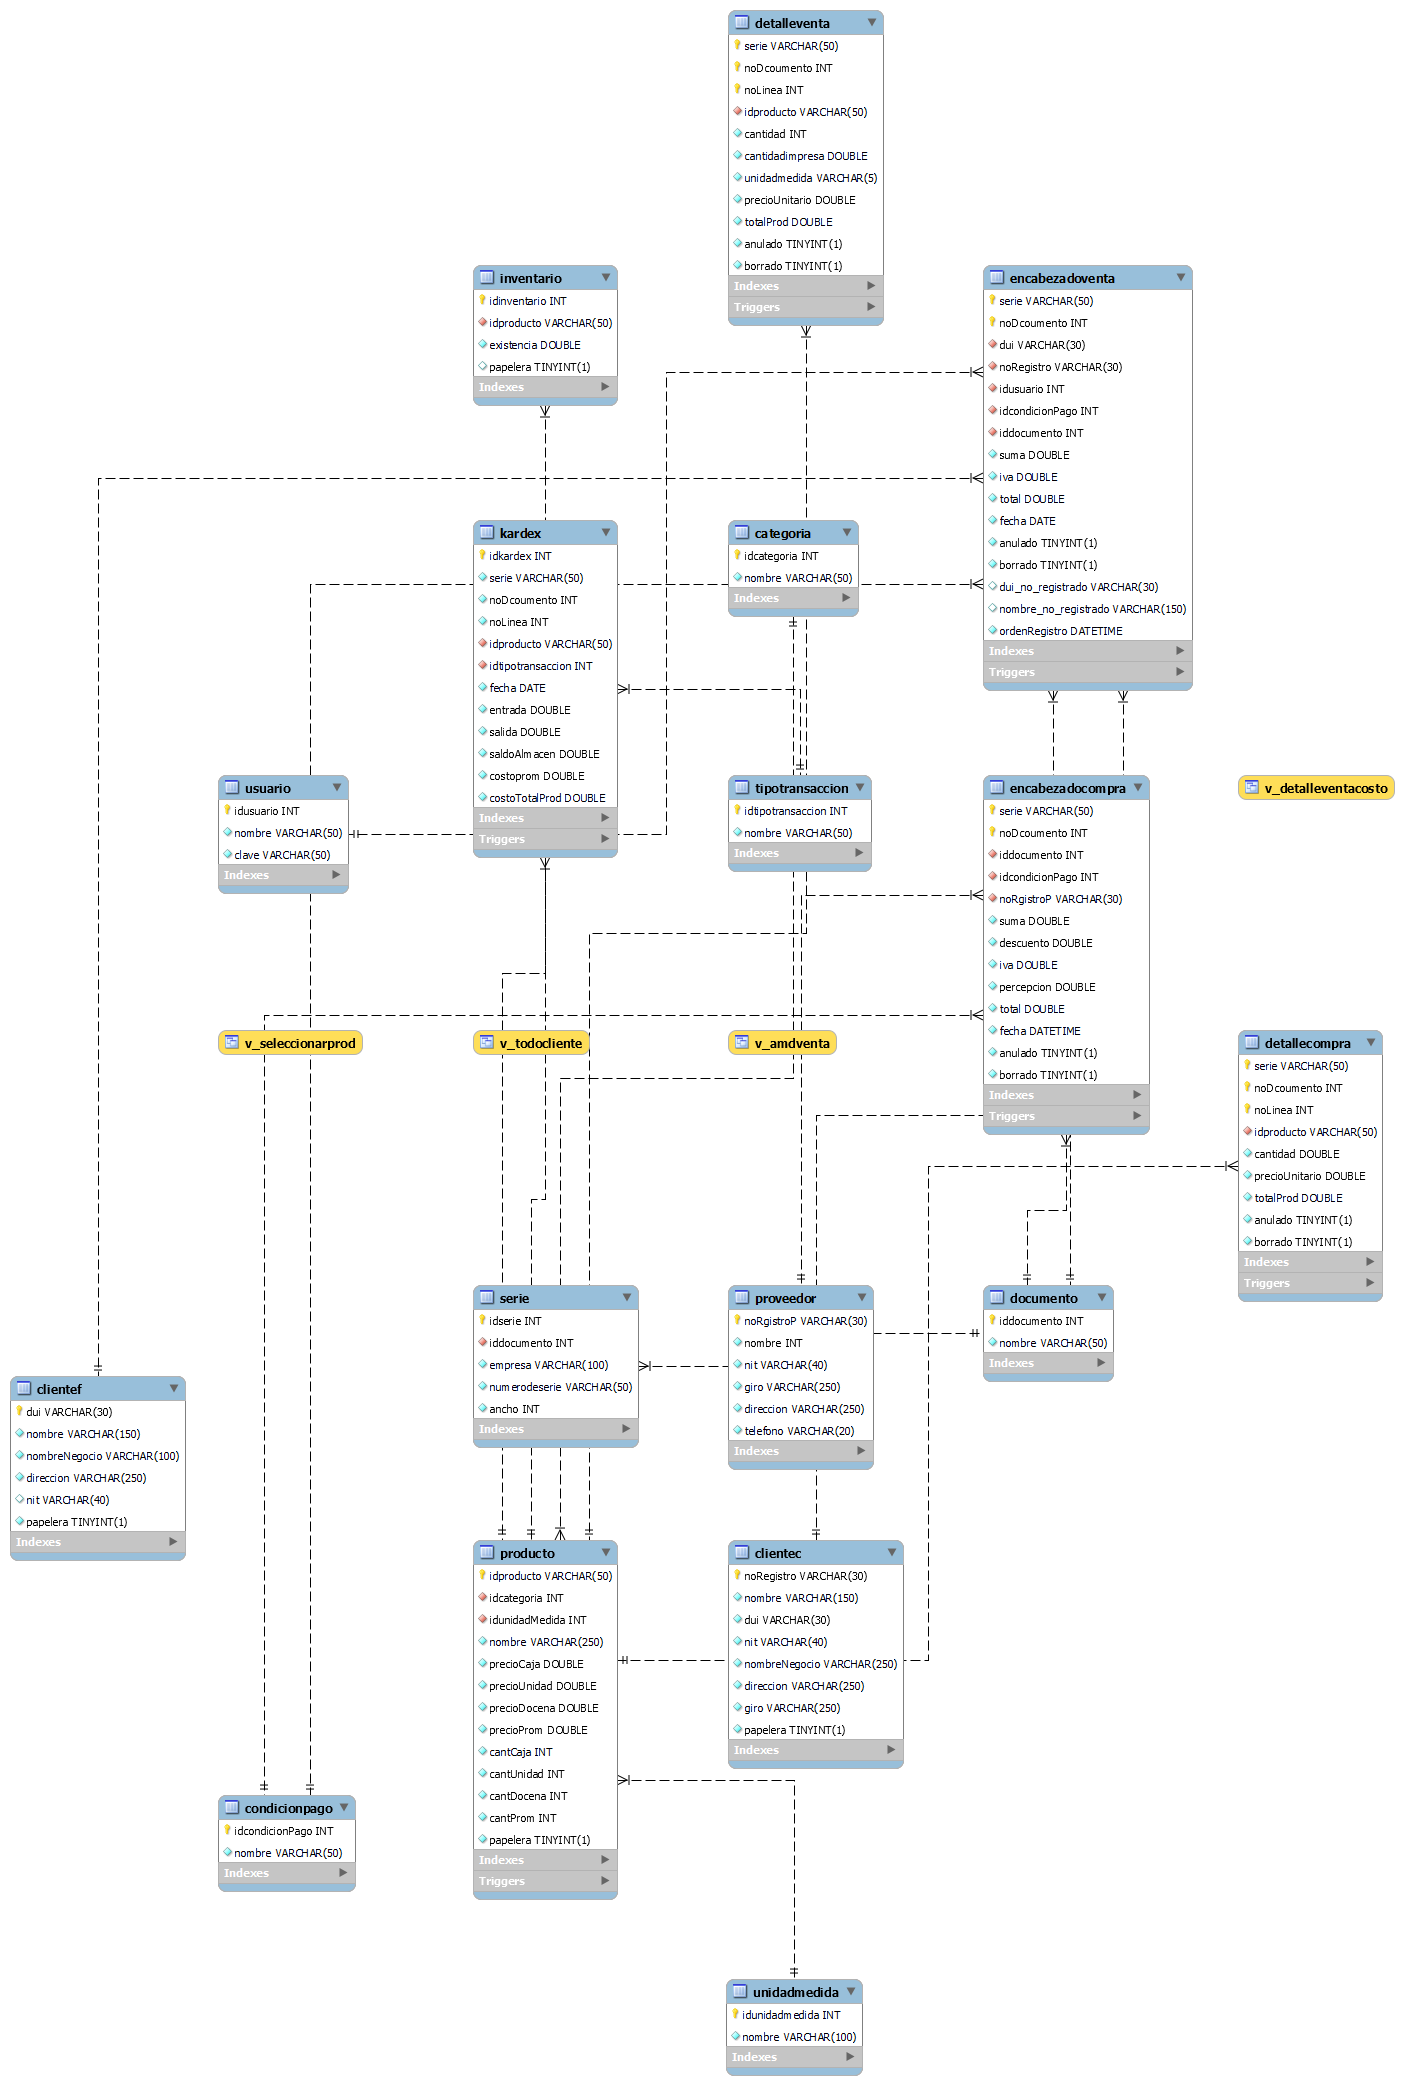 detalleventa
serie VARCHAR(50)
noDcoumento INT
noLinea INT
idproducto VARCHAR(50)
cantidad INT
cantidadimpresa DOUBLE
unidadmedida VARCHAR(5)
precioUnitario DOUBLE
totalProd DOUBLE
anulado TINYINT(1)
borrado TINYINT(1)
Indexes
Triggers
inventario
idinventario INT
idproducto VARCHAR(50)
existencia DOUBLE
papelera TINYINT(1)
Indexes
encabezadoventa
serie VARCHAR(50)
noDcoumento INT
dui VARCHAR(30)
noRegistro VARCHAR(30)
idusuario INT
idcondicionPago INT
iddocumento INT
suma DOUBLE
iva DOUBLE
total DOUBLE
fecha DATE
anulado TINYINT(1)
borrado TINYINT(1)
dui_no_registrado VARCHAR(30)
nombre_no_registrado VARCHAR(150)
ordenRegistro DATETIME
Indexes
Triggers
kardex
idkardex INT
serie VARCHAR(50)
noDcoumento INT
noLinea INT
idproducto VARCHAR(50)
idtipotransaccion INT
fecha DATE
entrada DOUBLE
salida DOUBLE
saldoAlmacen DOUBLE
costoprom DOUBLE
costoTotalProd DOUBLE
Indexes
Triggers
categoria
idcategoria INT
nombre VARCHAR(50)
Indexes
usuario
idusuario INT
nombre VARCHAR(50)
clave VARCHAR(50)
Indexes
tipotransaccion
idtipotransaccion INT
nombre VARCHAR(50)
Indexes
encabezadocompra
serie VARCHAR(50)
noDcoumento INT
iddocumento INT
idcondicionPago INT
noRgistroP VARCHAR(30)
suma DOUBLE
descuento DOUBLE
iva DOUBLE
percepcion DOUBLE
total DOUBLE
fecha DATETIME
anulado TINYINT(1)
borrado TINYINT(1)
Indexes
Triggers
v_detalleventacosto
v_seleccionarprod
v_todocliente
v_amdventa
detallecompra
serie VARCHAR(50)
noDcoumento INT
noLinea INT
idproducto VARCHAR(50)
cantidad DOUBLE
precioUnitario DOUBLE
totalProd DOUBLE
anulado TINYINT(1)
borrado TINYINT(1)
Indexes
Triggers
serie
idserie INT
iddocumento INT
empresa VARCHAR(100)
numerodeserie VARCHAR(50)
ancho INT
Indexes
proveedor
noRgistroP VARCHAR(30)
nombre INT
nit VARCHAR(40)
giro VARCHAR(250)
direccion VARCHAR(250)
telefono VARCHAR(20)
Indexes
documento
iddocumento INT
nombre VARCHAR(50)
Indexes
clientef
dui VARCHAR(30)
nombre VARCHAR(150)
nombreNegocio VARCHAR(100)
direccion VARCHAR(250)
nit VARCHAR(40)
papelera TINYINT(1)
Indexes
producto
idproducto VARCHAR(50)
idcategoria INT
idunidadMedida INT
nombre VARCHAR(250)
precioCaja DOUBLE
precioUnidad DOUBLE
precioDocena DOUBLE
precioProm DOUBLE
cantCaja INT
cantUnidad INT
cantDocena INT
cantProm INT
papelera TINYINT(1)
Indexes
Triggers
clientec
noRegistro VARCHAR(30)
nombre VARCHAR(150)
dui VARCHAR(30)
nit VARCHAR(40)
nombreNegocio VARCHAR(250)
direccion VARCHAR(250)
giro VARCHAR(250)
papelera TINYINT(1)
Indexes
condicionpago
idcondicionPago INT
nombre VARCHAR(50)
Indexes
unidadmedida
idunidadmedida INT
nombre VARCHAR(100)
Indexes